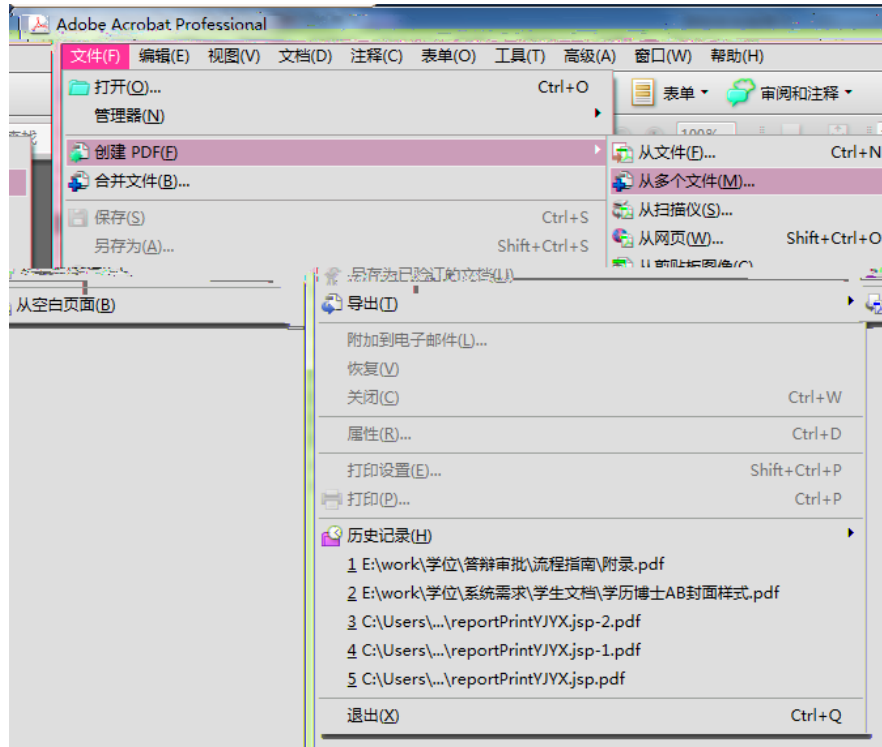 Adobe Acrobat Professional
文件(F) 编辑(E) 视图(V) 文档(D) 注释(C) 表单(O) 工具(T) 高级(A) 窗口(W) 帮助(H)
打开(O)... Ctrl+O
表单 审阅和注释
管理器(N)
创建 PDF(F)
从文件(F)... Ctrl+N
合并文件(B)...
从多个文件(M)...
保存(S) Ctrl+S
从扫描仪(S)...
另存为(A)... Shift+Ctrl+S
从网页(W)... Shift+Ctrl+O
从剪贴板图像(C)
从空白页面(B)
导出(T)
附加到电子邮件(L)...
恢复(V)
关闭(C) Ctrl+W
属性(R)... Ctrl+D
打印设置(E)... Shift+Ctrl+P
打印(P)... Ctrl+P
历史记录(H)
1 E:\work\学位\答辩审批\流程指南\附录.pdf
2 E:\work\学位\系统需求\学生文档\学历博士AB封面样式.pdf
3 C:\Users\...\reportPrintYJYX.jsp-2.pdf
4 C:\Users\...\reportPrintYJYX.jsp-1.pdf
5 C:\Users\...\reportPrintYJYX.jsp.pdf
退出(X) Ctrl+Q